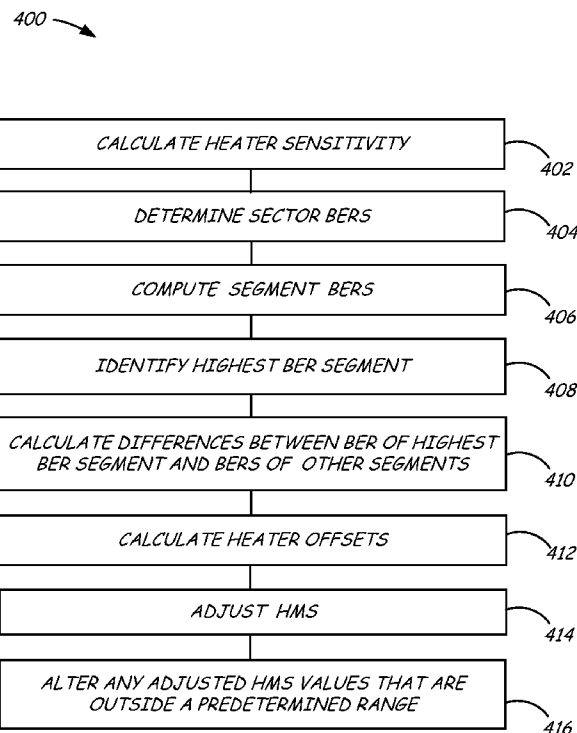 400
CALCULATE HEATER SENSITIVITY
402
DETERMINE SECTOR BERS
404
COMPUTE SEGMENT BERS
406
IDENTIFY HIGHEST BER SEGMENT
408
CALCULATE DIFFERENCES BETWEEN BER OF HIGHEST
BER SEGMENT AND BERS OF OTHER SEGMENTS
410
CALCULATE HEATER OFFSETS
412
ADJUST HMS
414
ALTER ANY ADJUSTED HMS VALUES THAT ARE
OUTSIDE A PREDETERMINED RANGE
416